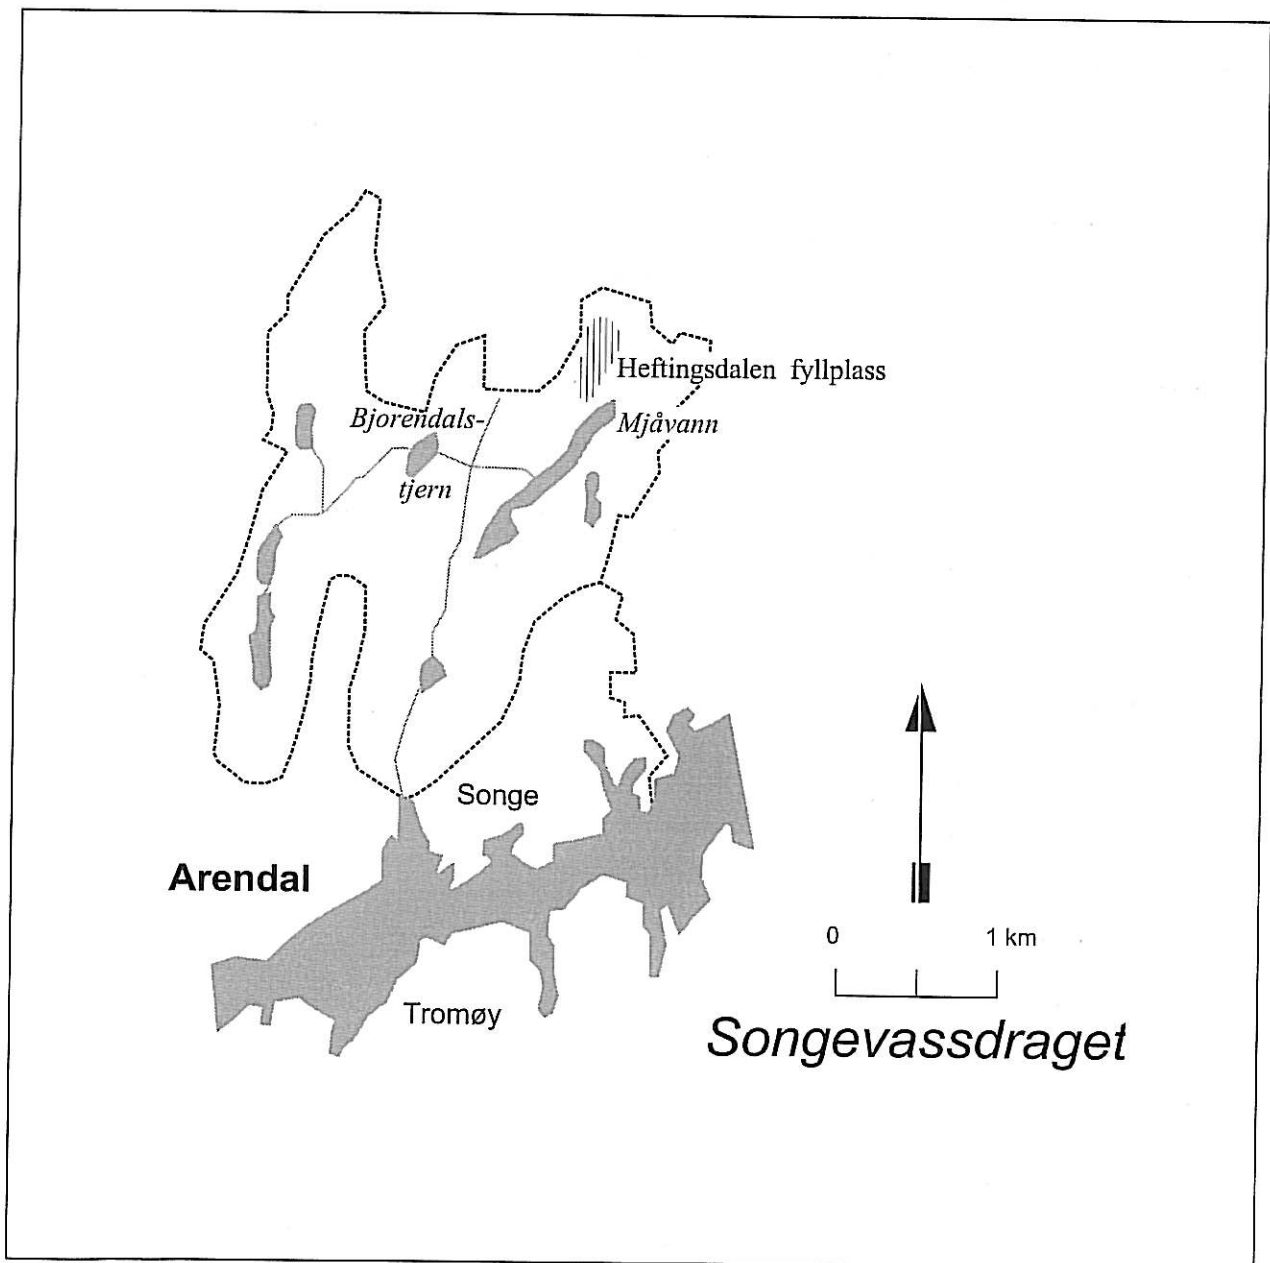 Heftingsdalen fyllplass
Bjorendals-
Mjåvann
tjern
Songe
Arendal
0 1 km
Tromøy
Songevassdraget